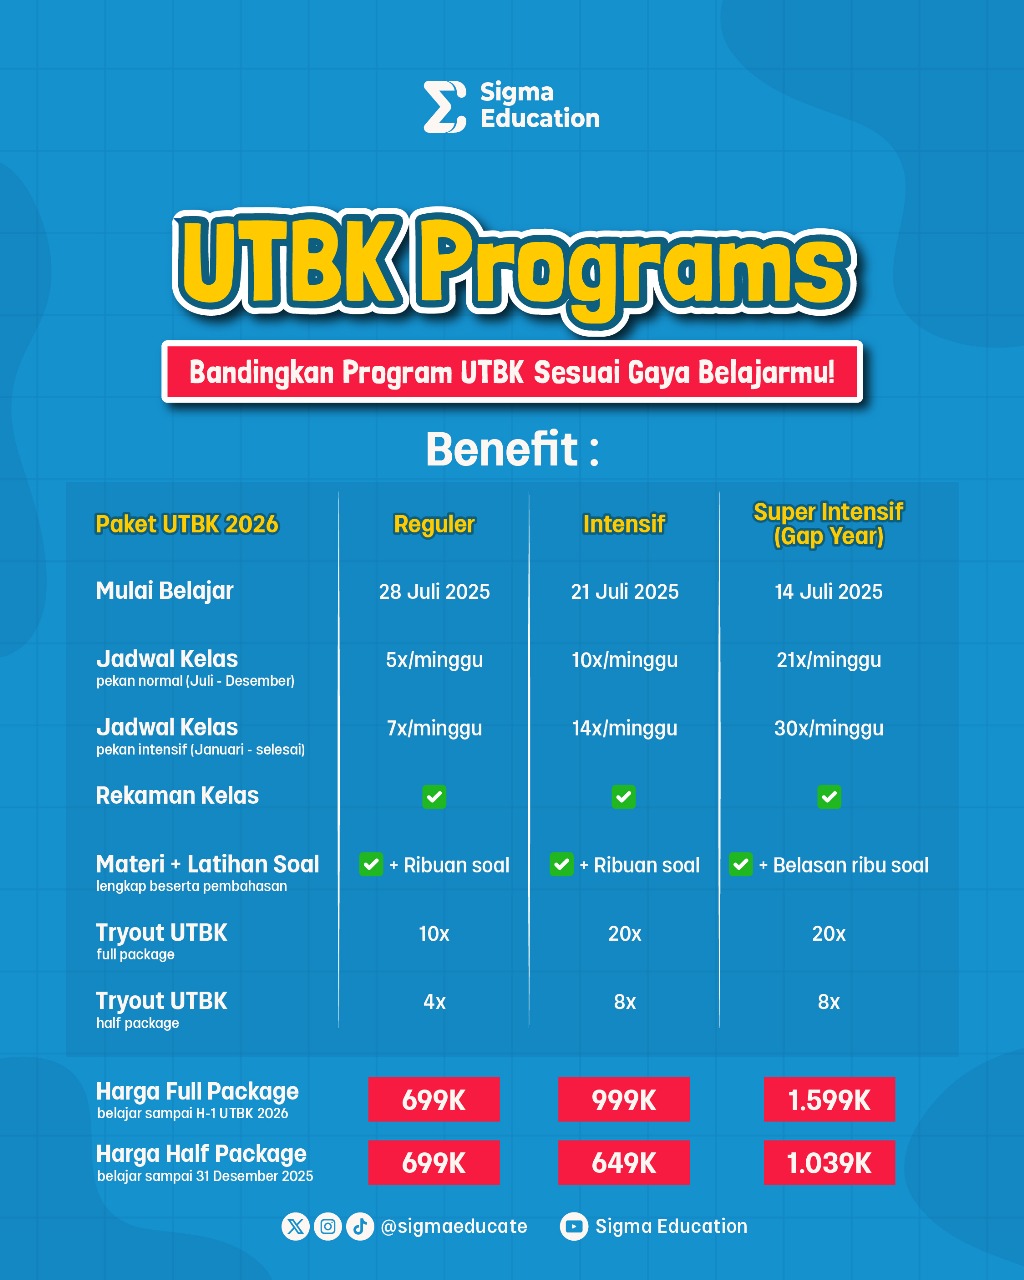 Sigma
Education
UTBK Programs
Bandingkan Program UTBK Sesuai Gaya Belajarmu!
Benefit :
Paket UTBK 2026 Reguler Intensif Super Intensif (Gap Year)
Mulai Belajar 28 Juli 2025 21 Juli 2025 14 Juli 2025
Jadwal Kelas 5x/minggu 10x/minggu 21x/minggu
pekan normal (Juli - Desember)
Jadwal Kelas 7x/minggu 14x/minggu 30x/minggu
pekan intensif (Januari - selesai)
Rekaman Kelas ✅ ✅ ✅
Materi + Latihan Soal ✅ + Ribuan soal ✅ + Ribuan soal ✅ + Belasan ribu soal
lengkap beserta pembahasan
Tryout UTBK 10x 20x 20x
full package
Tryout UTBK 4x 8x 8x
half package
Harga Full Package 699K 999K 1.599K
belajar sampai H-1 UTBK 2026
Harga Half Package 699K 649K 1.039K
belajar sampai 31 Desember 2025
@sigmaeducate Sigma Education